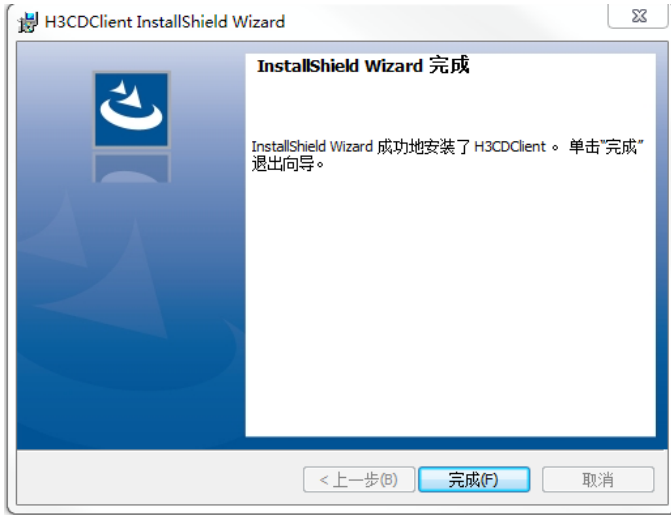 H3CDClient InstallShield Wizard
InstallShield Wizard 完成
InstallShield Wizard 成功地安装了 H3CDClient 。 单击"完成"
退出向导。
< 上一步(B)
完成(F)
取消